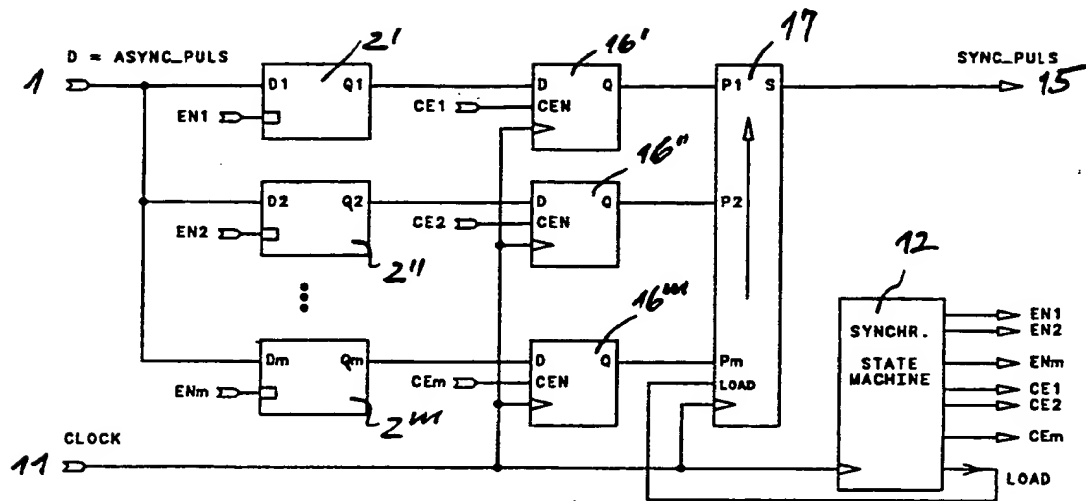 17
2'
16'
D = ASYNC_PULS
SYNC_PULS
1
15
D1 Q1
D Q
P1 S
CE1
CEN
EN1
16"
D2 Q2
D Q
P2
EN2
CE2
CEN
2"
12
16"'
EN1
SYNCHR.
EN2
Dm Qm
D Q
Pm
STATE
ENm
MACHINE
CEm
CEN
LOAD
CE1
ENm
CE2
2"'
CEm
CLOCK
11
LOAD